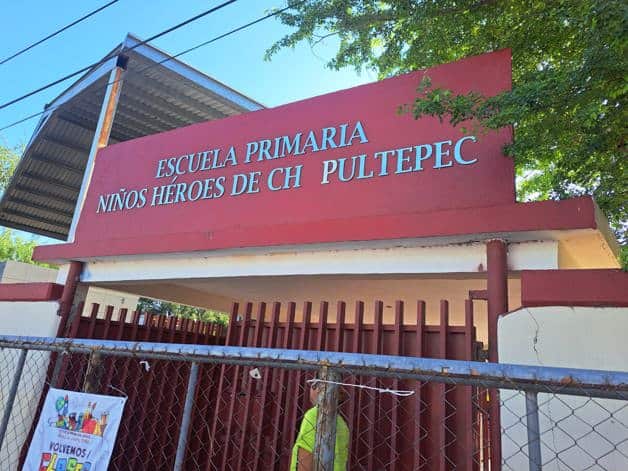 ESCUELA PRIMARIA
NIÑOS HÉROES DE CH PULTEPEC
VOLVEMOS